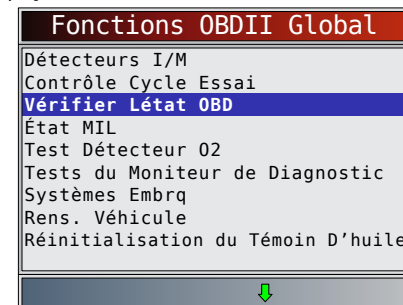 Fonctions OBDII Global
Détecteurs I/M
Contrôle Cycle Essai
Vérifier Létat OBD
État MIL
Test Détecteur O2
Tests du Moniteur de Diagnostic
Systèmes Embrq
Rens. Véhicule
Réinitialisation du Témoin D'huile